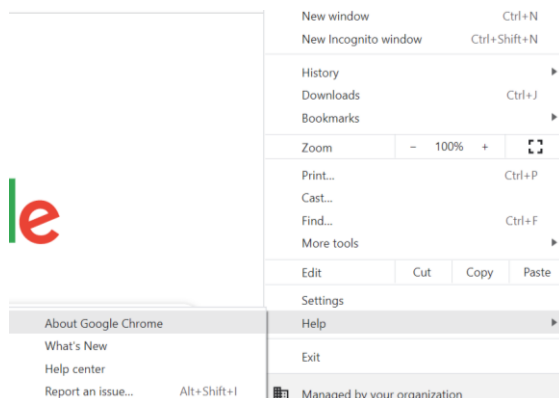 New window Ctrl+N
New Incognito window Ctrl+Shift+N
History
Downloads Ctrl+J
Bookmarks
Zoom - 100% +
Print... Ctrl+P
Cast...
Find... Ctrl+F
More tools
Edit Cut Copy Paste
Settings
Help
Exit
Managed by your organization
le
About Google Chrome
What's New
Help center
Report an issue... Alt+Shift+I